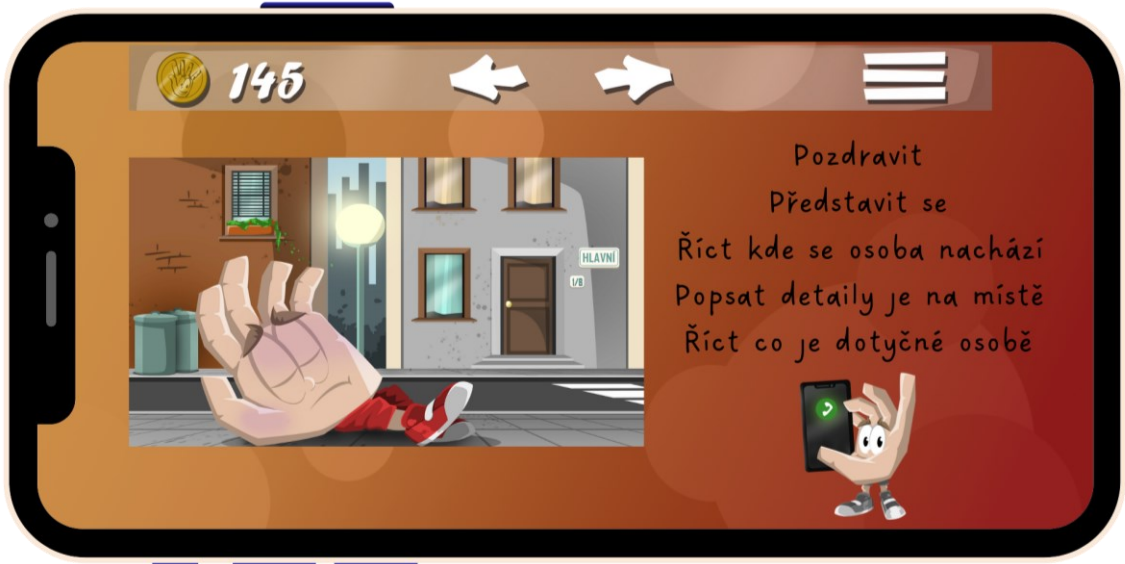 145
HLAVNÍ
1/8
Pozdravit
Představit se
Říct kde se osoba nachází
Popsat detaily je na místě
Říct co je dotyčné osobě